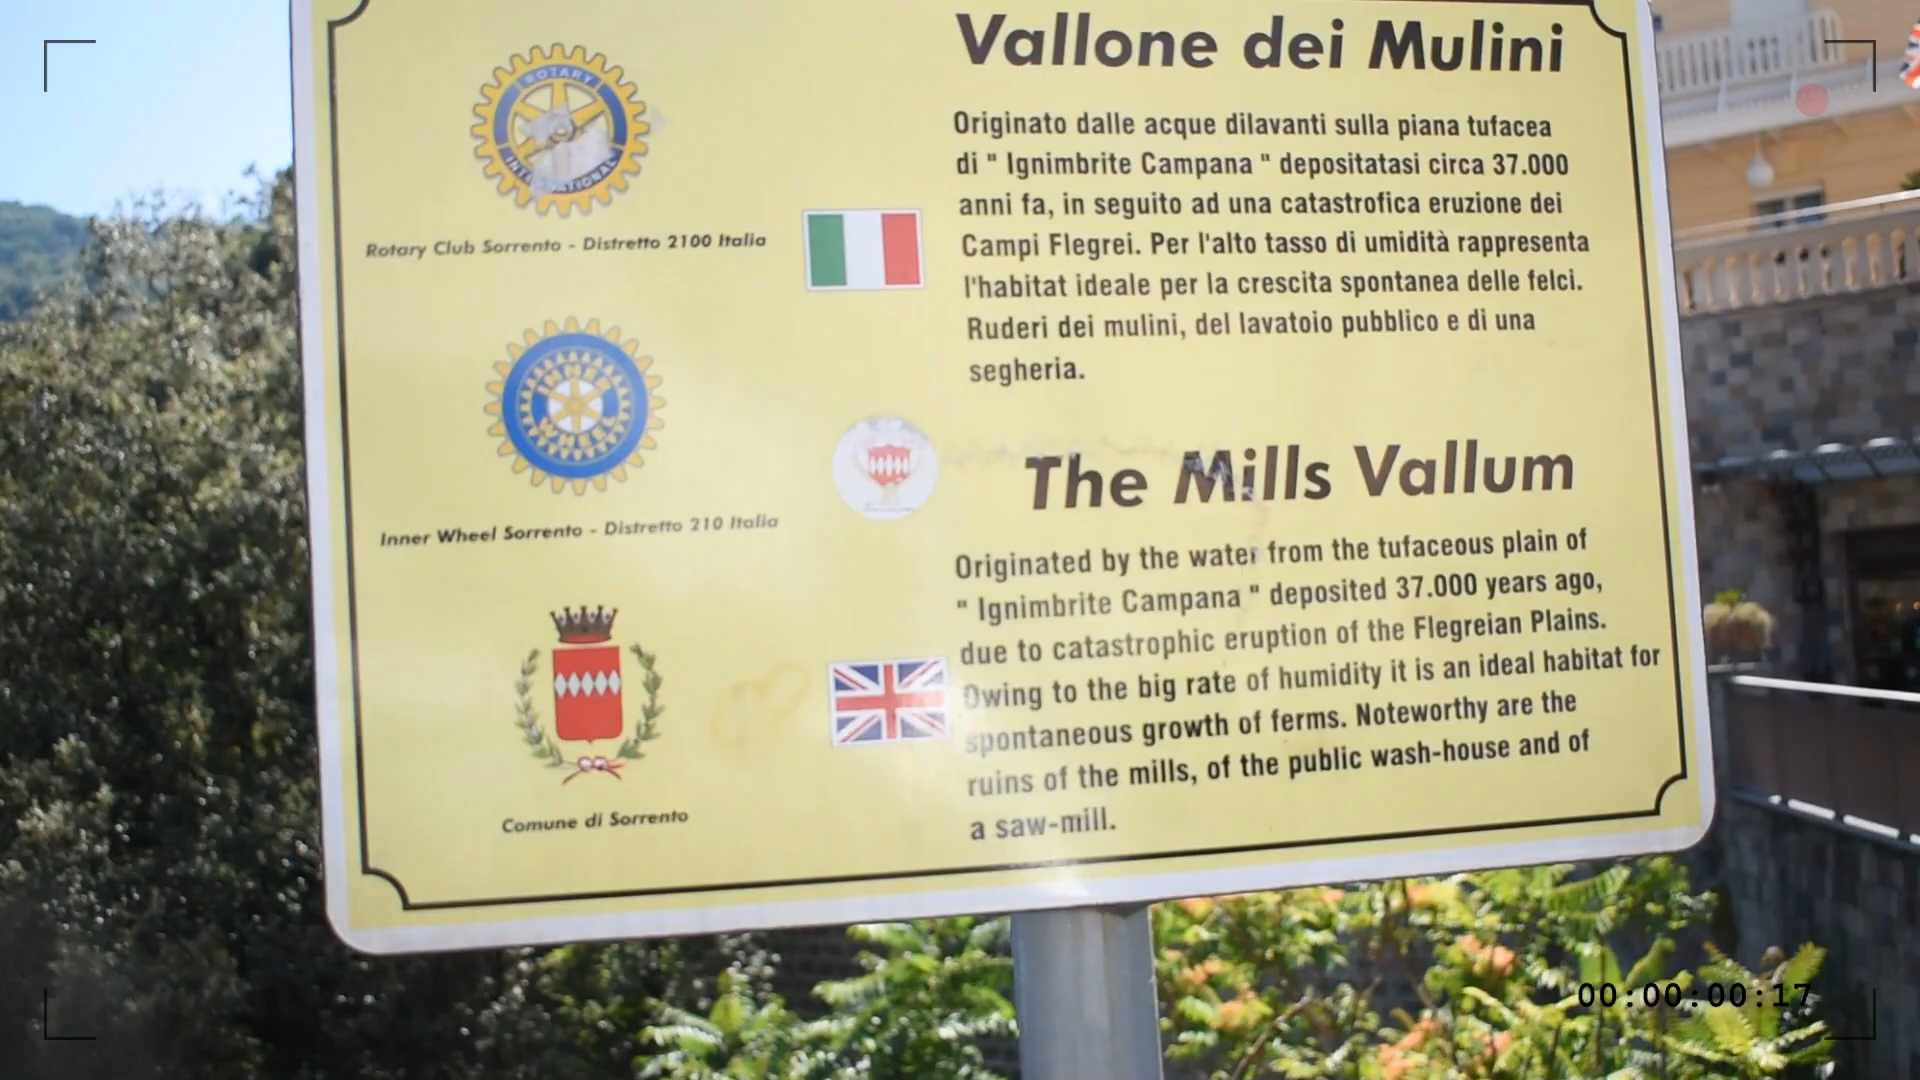 ROTARY
INTERNATIONAL
Rotary Club Sorrento - Distretto 2100 Italia
INNER
WHEEL
Inner Wheel Sorrento - Distretto 210 Italia
Comune di Sorrento
Vallone dei Mulini
Originato dalle acque dilavanti sulla piana tufacea
di " Ignimbrite Campana " depositatasi circa 37.000
anni fa, in seguito ad una catastrofica eruzione dei
Campi Flegrei. Per l'alto tasso di umidità rappresenta
l'habitat ideale per la crescita spontanea delle felci.
Ruderi dei mulini, del lavatoio pubblico e di una
segheria.
The Mills Vallum
Originated by the water from the tufaceous plain of
" Ignimbrite Campana " deposited 37.000 years ago,
due to catastrophic eruption of the Flegreian Plains.
Owing to the big rate of humidity it is an ideal habitat for
spontaneous growth of ferms. Noteworthy are the
ruins of the mills, of the public wash-house and of
a saw-mill.
00:00:00:17